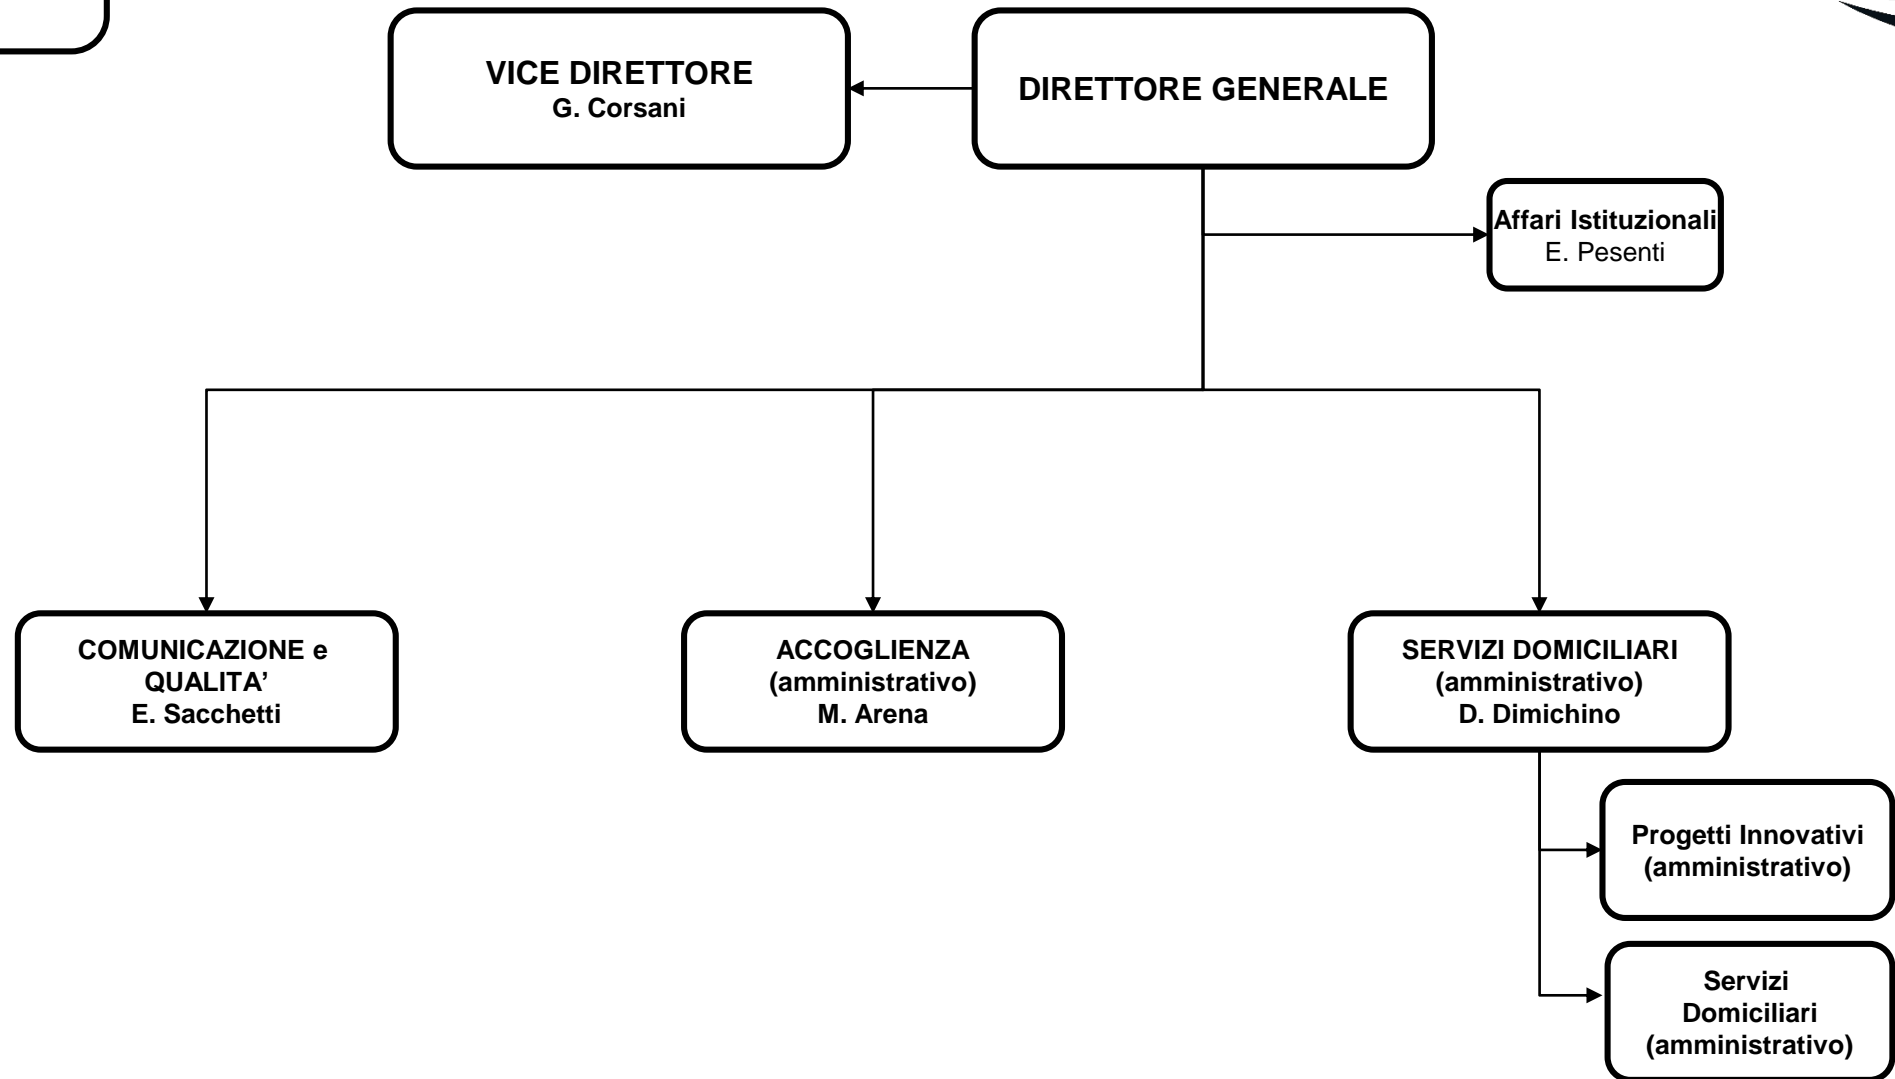 VICE DIRETTORE
G. Corsani
DIRETTORE GENERALE
Affari Istituzionali
E. Pesenti
COMUNICAZIONE e
QUALITA’
E. Sacchetti
ACCOGLIENZA
(amministrativo)
M. Arena
SERVIZI DOMICILIARI
(amministrativo)
D. Dimichino
Progetti Innovativi
(amministrativo)
Servizi
Domiciliari
(amministrativo)